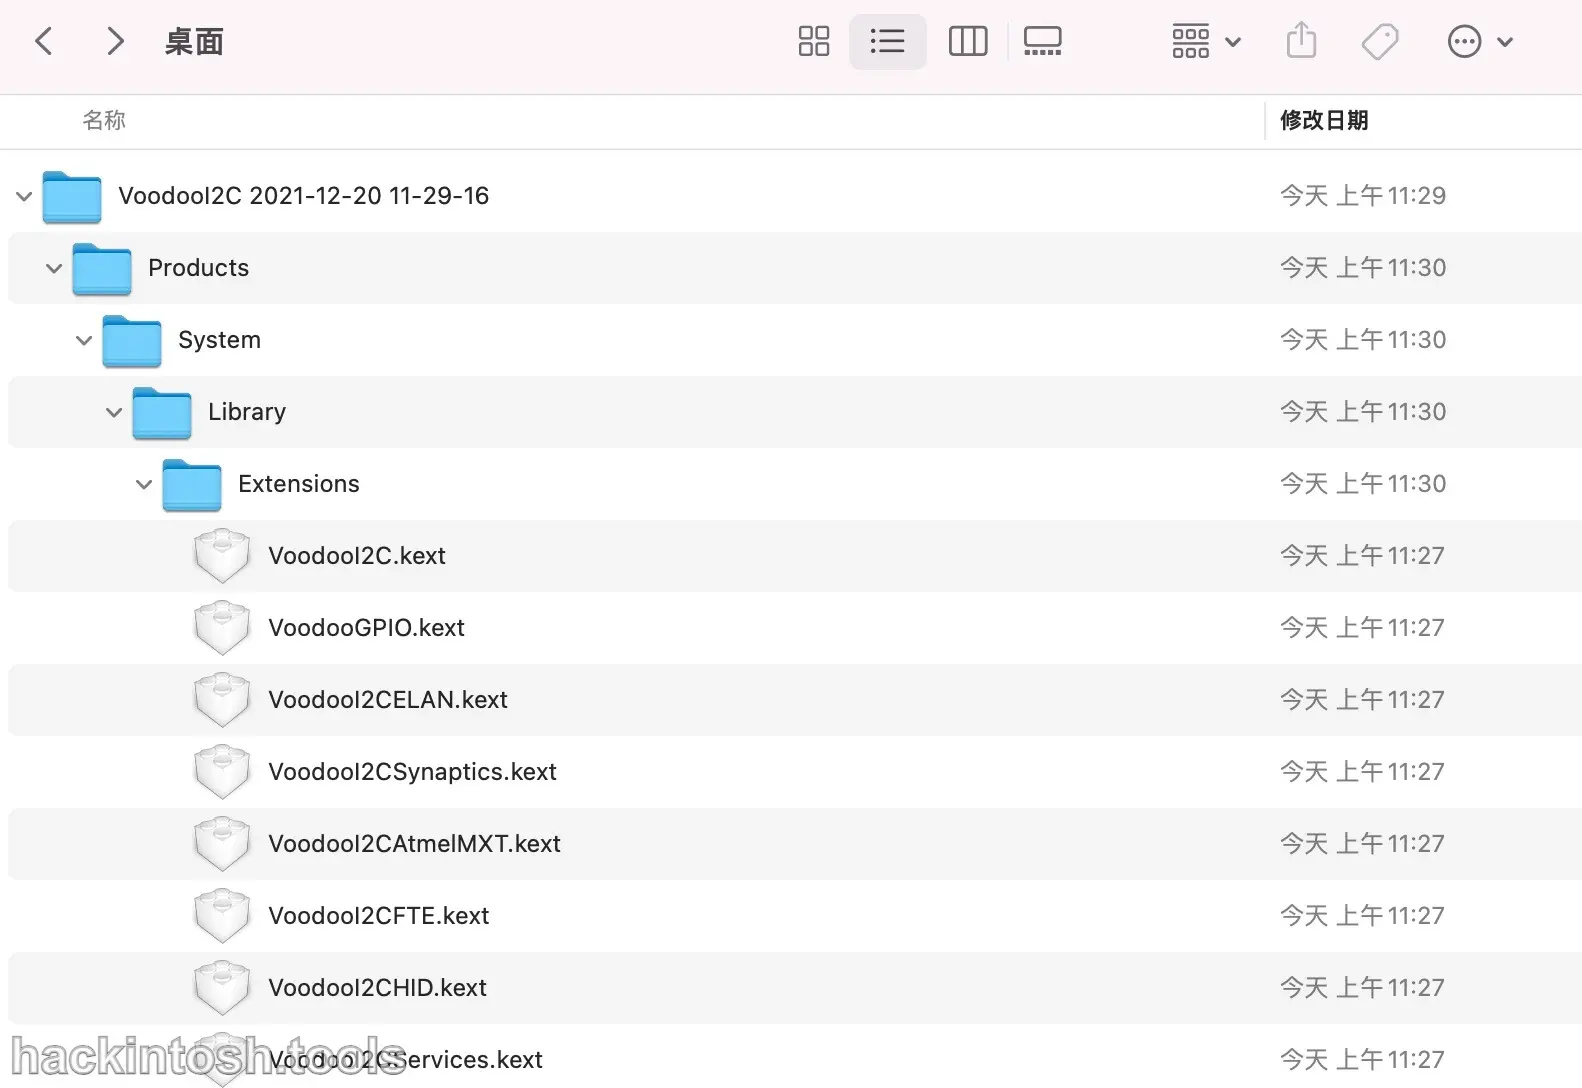 桌面
名称 修改日期
VoodooI2C 2021-12-20 11-29-16 今天 上午11:29
Products 今天 上午11:30
System 今天 上午11:30
Library 今天 上午11:30
Extensions 今天 上午11:30
VoodooI2C.kext 今天 上午11:27
VoodooGPIO.kext 今天 上午11:27
VoodooI2CELAN.kext 今天 上午11:27
VoodooI2CSynaptics.kext 今天 上午11:27
VoodooI2CAtmelMXT.kext 今天 上午11:27
VoodooI2CFTE.kext 今天 上午11:27
VoodooI2CHID.kext 今天 上午11:27
VoodooI2CServices.kext 今天 上午11:27
hackintosh.tools